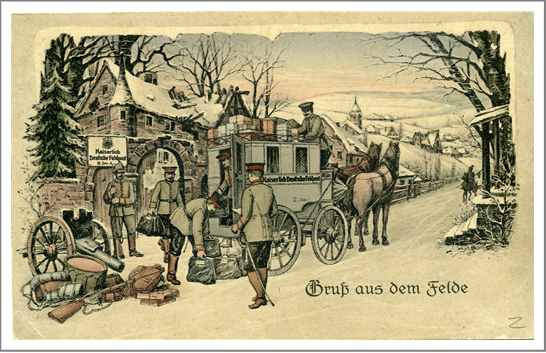 Kaiserlich
Deutsche Feldpost
Kaiserlich Deutsche Feldpost
Gruß aus dem Felde
Z